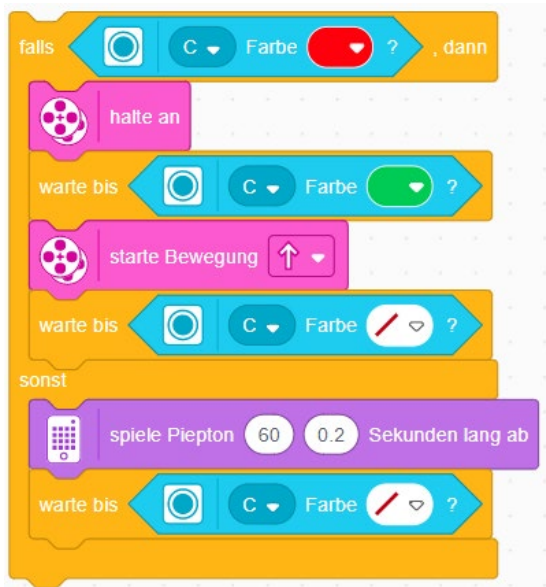 falls C Farbe ? , dann
halte an
warte bis C Farbe ?
starte Bewegung
warte bis C Farbe ?
sonst
spiele Piepton 60 0.2 Sekunden lang ab
warte bis C Farbe ?